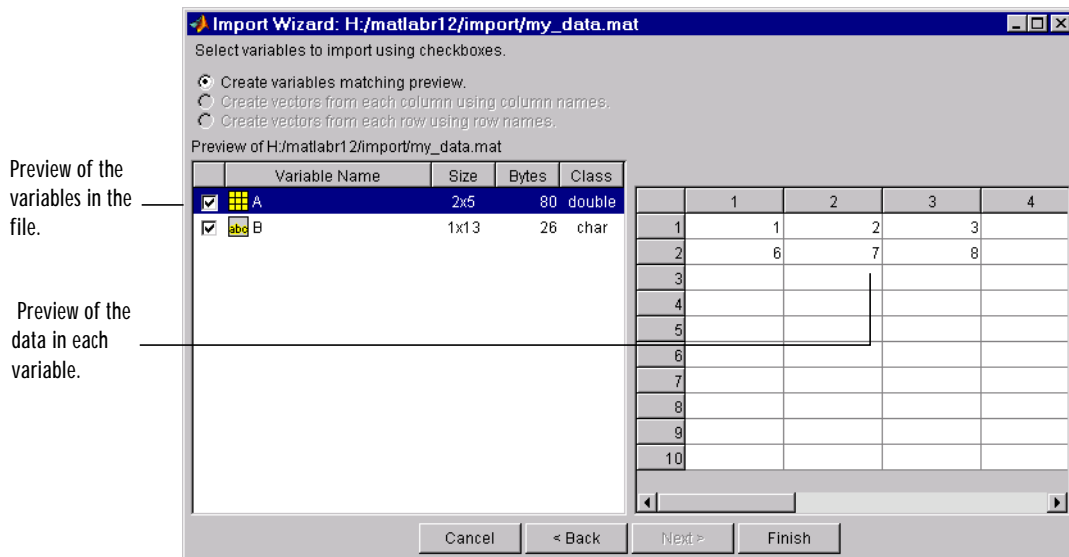 Import Wizard: H:/matlabr12/import/my_data.mat
Select variables to import using checkboxes.
Create variables matching preview.
Create vectors from each column using column names.
Create vectors from each row using row names.
Preview of H:/matlabr12/import/my_data.mat
Variable Name Size Bytes Class
A 2x5 80 double
abc B 1x13 26 char
1 2 3 4
1 1 2 3
2 6 7 8
3
4
5
6
7
8
9
10
Cancel < Back Next > Finish
Preview of the
variables in the
file.
Preview of the
data in each
variable.